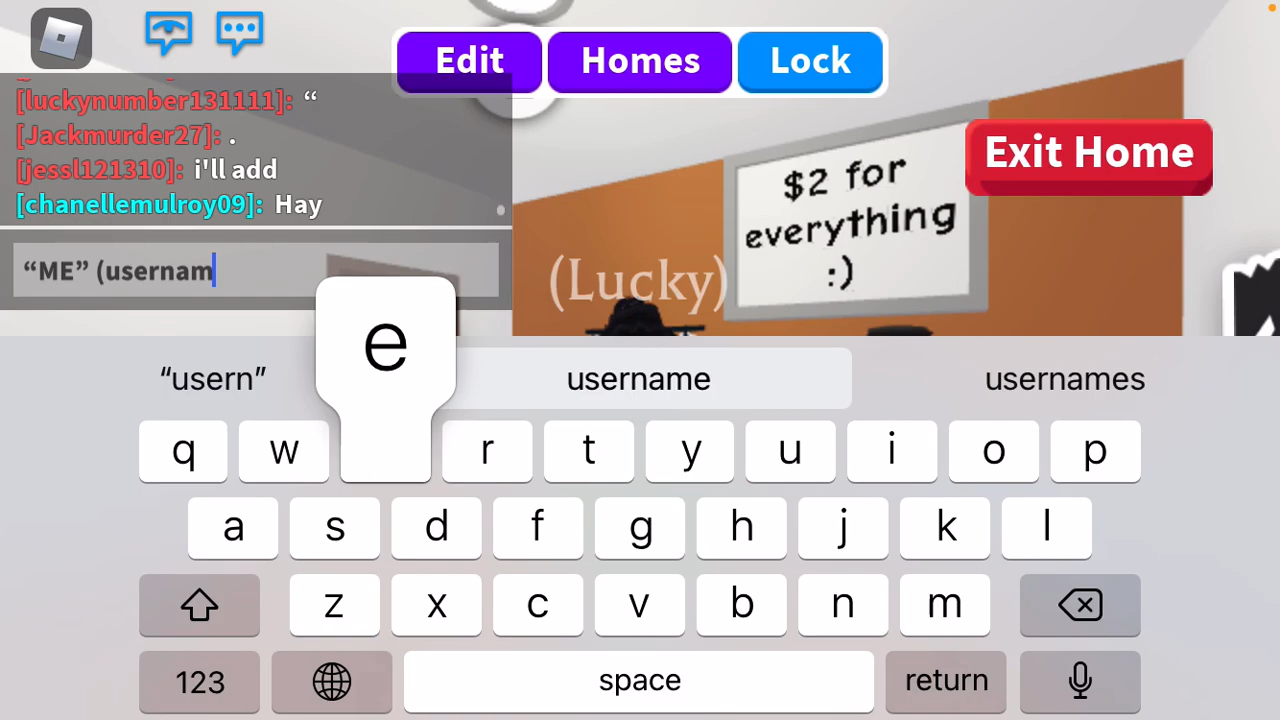 Edit Homes Lock
[luckynumber131111]: “
[Jackmurder27]: .
[jessl121310]: i'll add
[chanellemulroy09]: Hay
“ME” (usernam
Exit Home
$2 for
everything
:)
(Lucky)
e
“usern” username usernames
q w r t y u i o p
a s d f g h j k l
z x c v b n m
123 space return